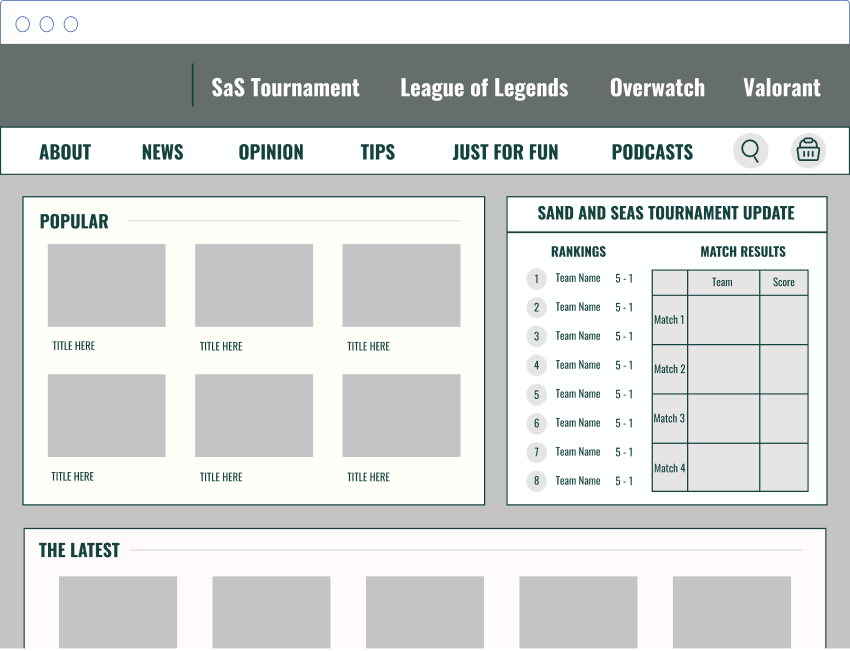 SaS Tournament League of Legends Overwatch Valorant
ABOUT NEWS OPINION TIPS JUST FOR FUN PODCASTS
POPULAR
TITLE HERE TITLE HERE TITLE HERE
TITLE HERE TITLE HERE TITLE HERE
SAND AND SEAS TOURNAMENT UPDATE
RANKINGS
1 Team Name 5 - 1
2 Team Name 5 - 1
3 Team Name 5 - 1
4 Team Name 5 - 1
5 Team Name 5 - 1
6 Team Name 5 - 1
7 Team Name 5 - 1
8 Team Name 5 - 1
MATCH RESULTS
Team Score
Match 1
Match 2
Match 3
Match 4
THE LATEST